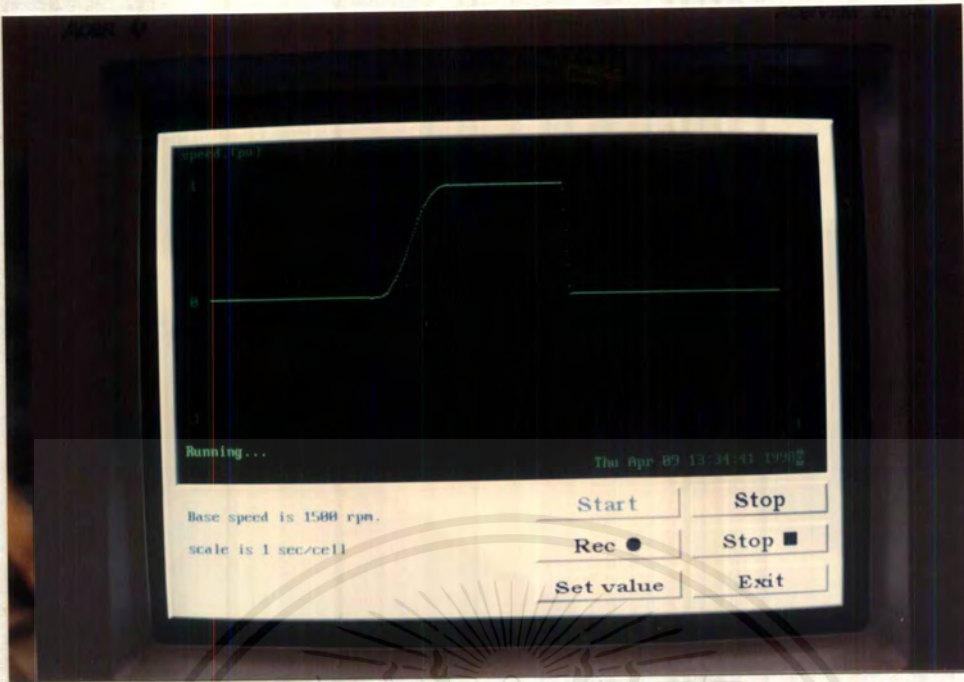 speed (pu)
1
0
Running...
Thu Apr 09 13:34:41 1998
Base speed is 1500 rpm.
scale is 1 sec/cell
Start
Stop
Rec ●
Stop ■
Set value
Exit